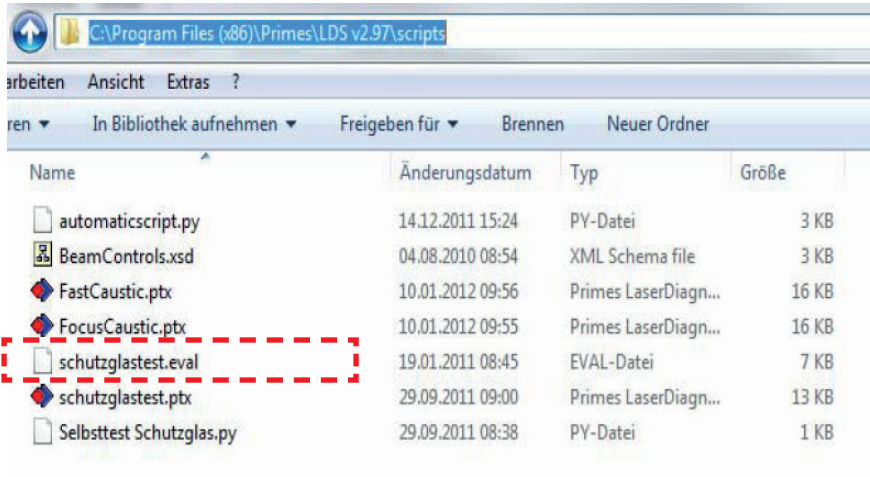 C:\Program Files (x86)\Primes\LDS v2.97\scripts
arbeiten Ansicht Extras ?
ren In Bibliothek aufnehmen Freigeben für Brennen Neuer Ordner
Name Änderungsdatum Typ Größe
automaticscript.py 14.12.2011 15:24 PY-Datei 3 KB
BeamControls.xsd 04.08.2010 08:54 XML Schema file 3 KB
FastCaustic.ptx 10.01.2012 09:56 Primes LaserDiagn... 16 KB
FocusCaustic.ptx 10.01.2012 09:55 Primes LaserDiagn... 16 KB
schutzglastest.eval 19.01.2011 08:45 EVAL-Datei 7 KB
schutzglastest.ptx 29.09.2011 09:00 Primes LaserDiagn... 13 KB
Selbsttest Schutzglas.py 29.09.2011 08:38 PY-Datei 1 KB